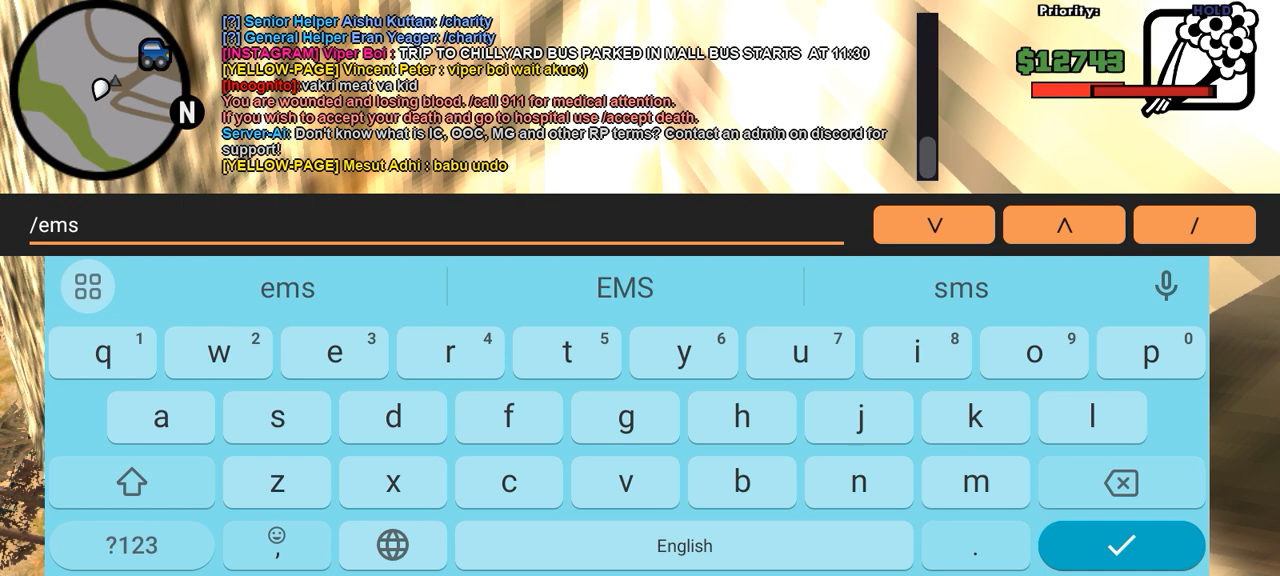 [?] Senior Helper Aishu Kuttan: /charity
[?] General Helper Eran Yeager: /charity
[INSTAGRAM] Viper Boi : TRIP TO CHILLYARD BUS PARKED IN MALL BUS STARTS AT 11:30
[YELLOW-PAGE] Vincent Peter : viper boi wait akuo:)
[Incognito]:vakri meat va kid
You are wounded and losing blood. /call 911 for medical attention.
If you wish to accept your death and go to hospital use /accept death.
Server-Ai: Don't know what is IC, OOC, MG and other RP terms? Contact an admin on discord for
support!
[YELLOW-PAGE] Mesut Adhi : babu undo
N
Priority: HOLD
$12743
/ems
V Λ /
ems EMS sms
q 1 w 2 e 3 r 4 t 5 y 6 u 7 i 8 o 9 p 0
a s d f g h j k l
z x c v b n m
?123 , English .